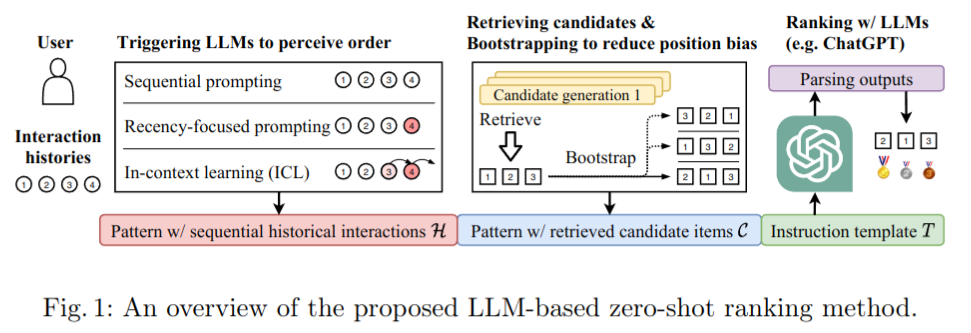 User
Interaction
histories
1 2 3 4
Triggering LLMs to perceive order
Sequential prompting 1 2 3 4
Recency-focused prompting 1 2 3 4
In-context learning (ICL) 1 2 3 4
Pattern w/ sequential historical interactions H
Retrieving candidates &
Bootstrapping to reduce position bias
Candidate generation 1
Retrieve
Bootstrap
1 2 3
3 2 1
1 3 2
2 1 3
Pattern w/ retrieved candidate items C
Ranking w/ LLMs
(e.g. ChatGPT)
Parsing outputs
2 1 3
Instruction template T
Fig. 1: An overview of the proposed LLM-based zero-shot ranking method.